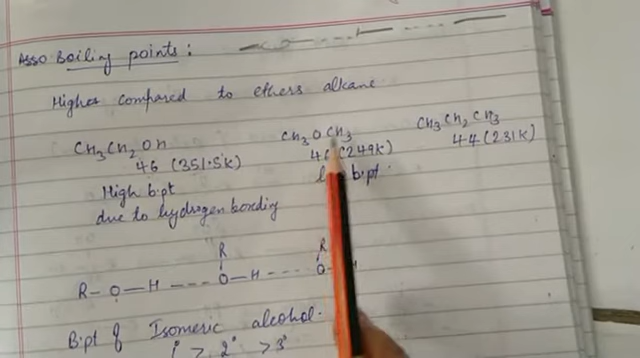 Asso Boiling points :
Higher compared to ethers alkane
CH3CH2OH CH3OCH3 CH3CH2CH3
46 (351.5K) (249K) 44 (231K)
High b.pt b.pt.
due to hydrogen bonding
R R
R-O-H ---- O-H ---- O
B.pt of Isomeric alcohol.
1° > 2° > 3°